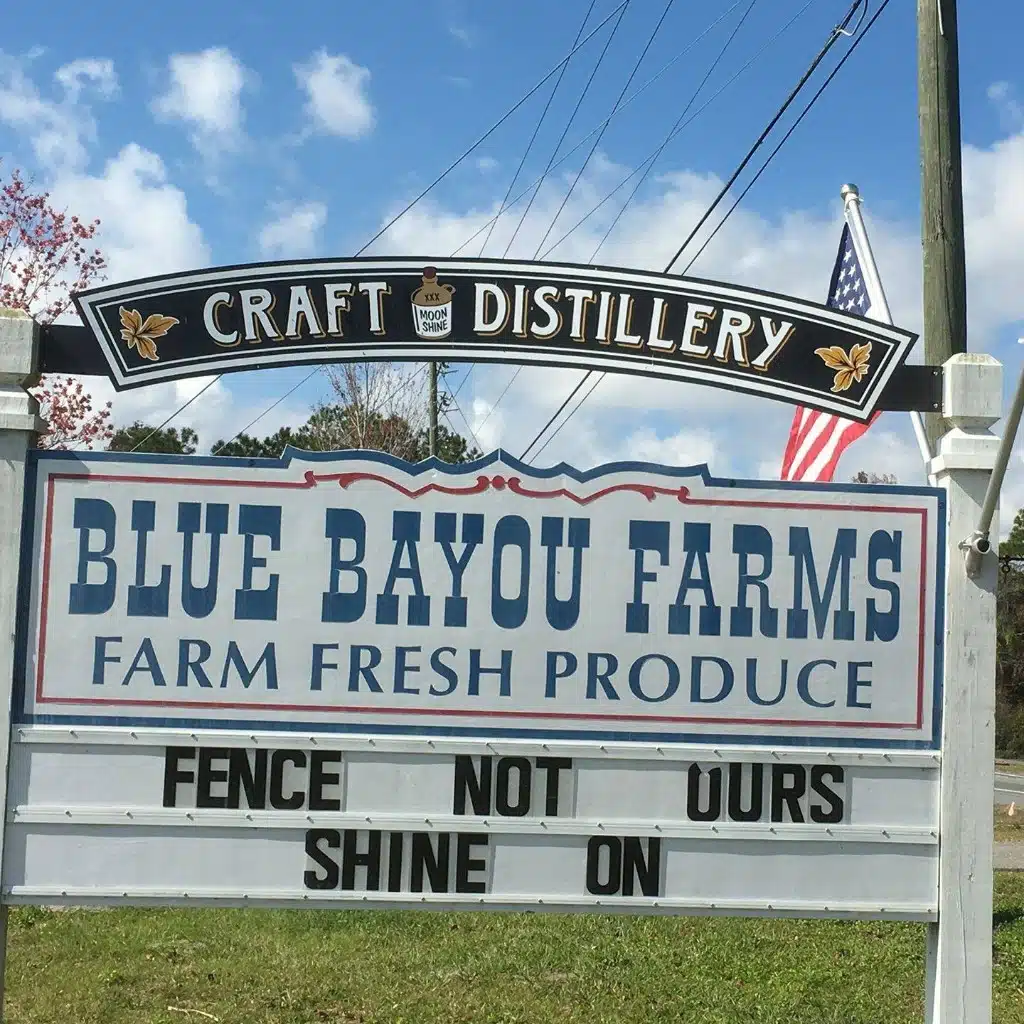 CRAFT DISTILLERY
XXX
MOON
SHINE
BLUE BAYOU FARMS
FARM FRESH PRODUCE
FENCE NOT OURS
SHINE ON